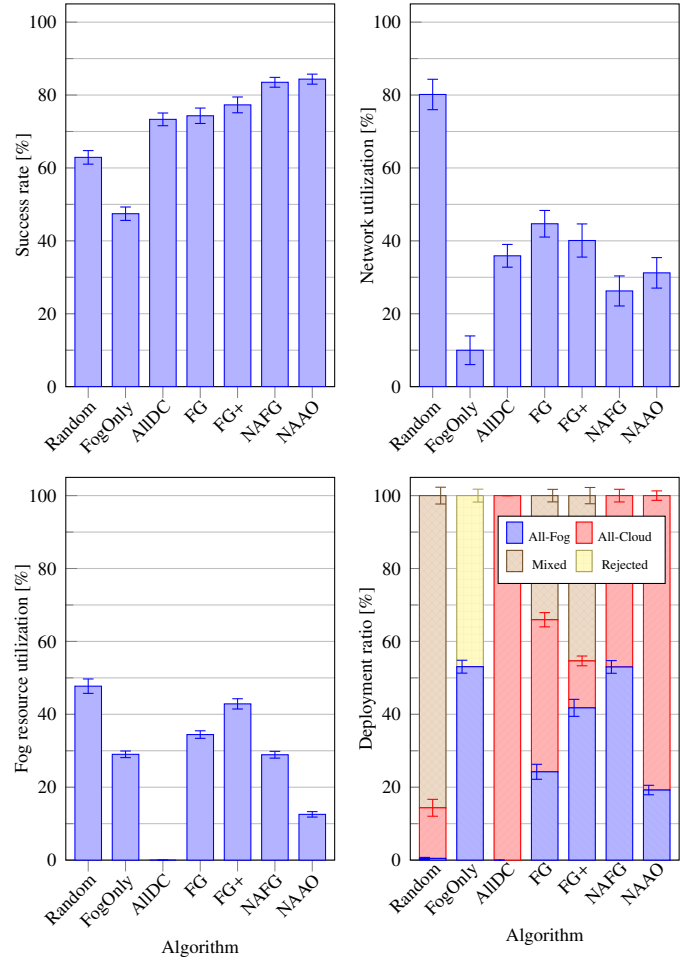 100
80
60
40
20
0
Success rate [%]
Random
FogOnly
AllDC
FG
FG+
NAFG
NAAO
100
80
60
40
20
0
Network utilization [%]
Random
FogOnly
AllDC
FG
FG+
NAFG
NAAO
100
80
60
40
20
0
Fog resource utilization [%]
Random
FogOnly
AllDC
FG
FG+
NAFG
NAAO
Algorithm
100
80
60
40
20
0
Deployment ratio [%]
All-Fog All-Cloud
Mixed Rejected
Random
FogOnly
AllDC
FG
FG+
NAFG
NAAO
Algorithm